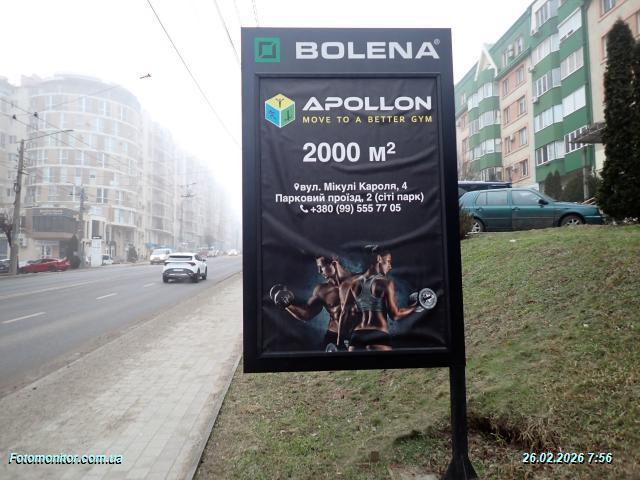 BOLENA®
APOLLON
MOVE TO A BETTER GYM
2000 м²
вул. Мікулі Кароля, 4
Парковий проїзд, 2 (сіті парк)
+380 (99) 555 77 05
Fotomonitor.com.ua
26.02.2026 7:56